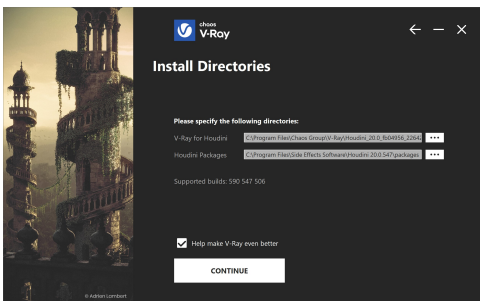 chaos
V-Ray
Install Directories
Please specify the following directories:
V-Ray for Houdini C:\Program Files\Chaos Group\V-Ray\Houdini_20.0_fb04956_2264, ...
Houdini Packages C:\Program Files\Side Effects Software\Houdini 20.0.547\packages ...
Supported builds: 590 547 506
Help make V-Ray even better
CONTINUE
© Adrien Lambert